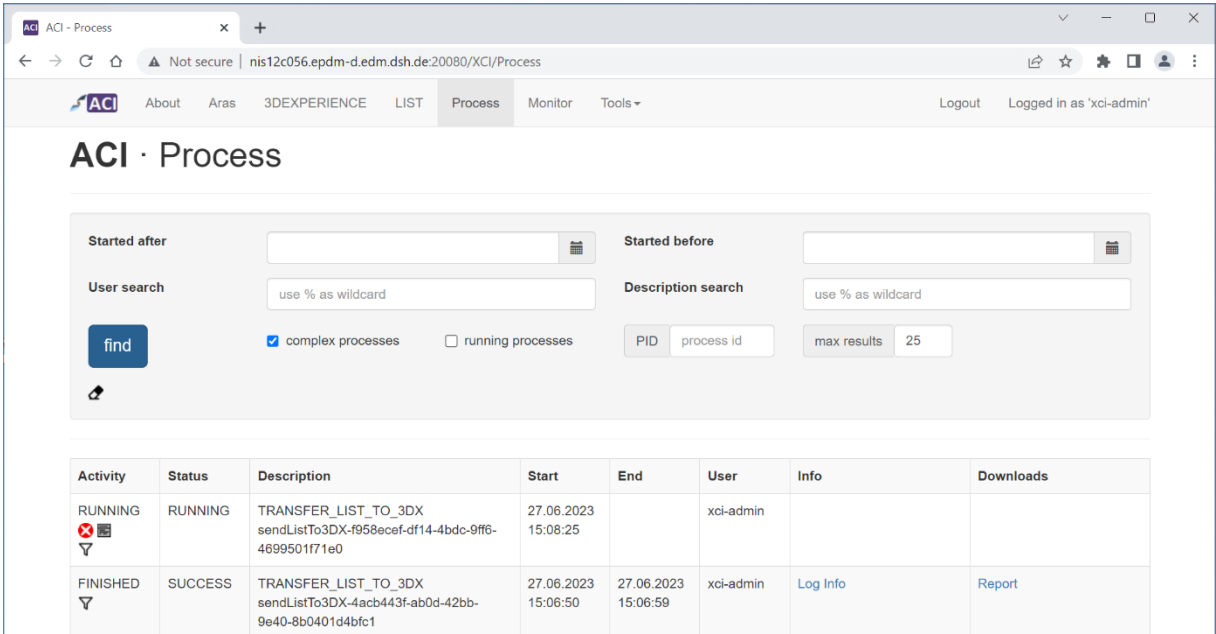 ACI ACI - Process
Not secure | nis12c056.epdm-d.edm.dsh.de:20080/XCI/Process
ACI About Aras 3DEXPERIENCE LIST Process Monitor Tools Logout Logged in as 'xci-admin'
ACI · Process
Started after Started before
User search use % as wildcard Description search use % as wildcard
find complex processes running processes PID process id max results 25
Activity Status Description Start End User Info Downloads
RUNNING RUNNING TRANSFER_LIST_TO_3DX 27.06.2023 xci-admin
sendListTo3DX-f958ecef-df14-4bdc-9ff6- 15:08:25
4699501f71e0
FINISHED SUCCESS TRANSFER_LIST_TO_3DX 27.06.2023 27.06.2023 xci-admin Log Info Report
sendListTo3DX-4acb443f-ab0d-42bb- 15:06:50 15:06:59
9e40-8b0401d4bfc1